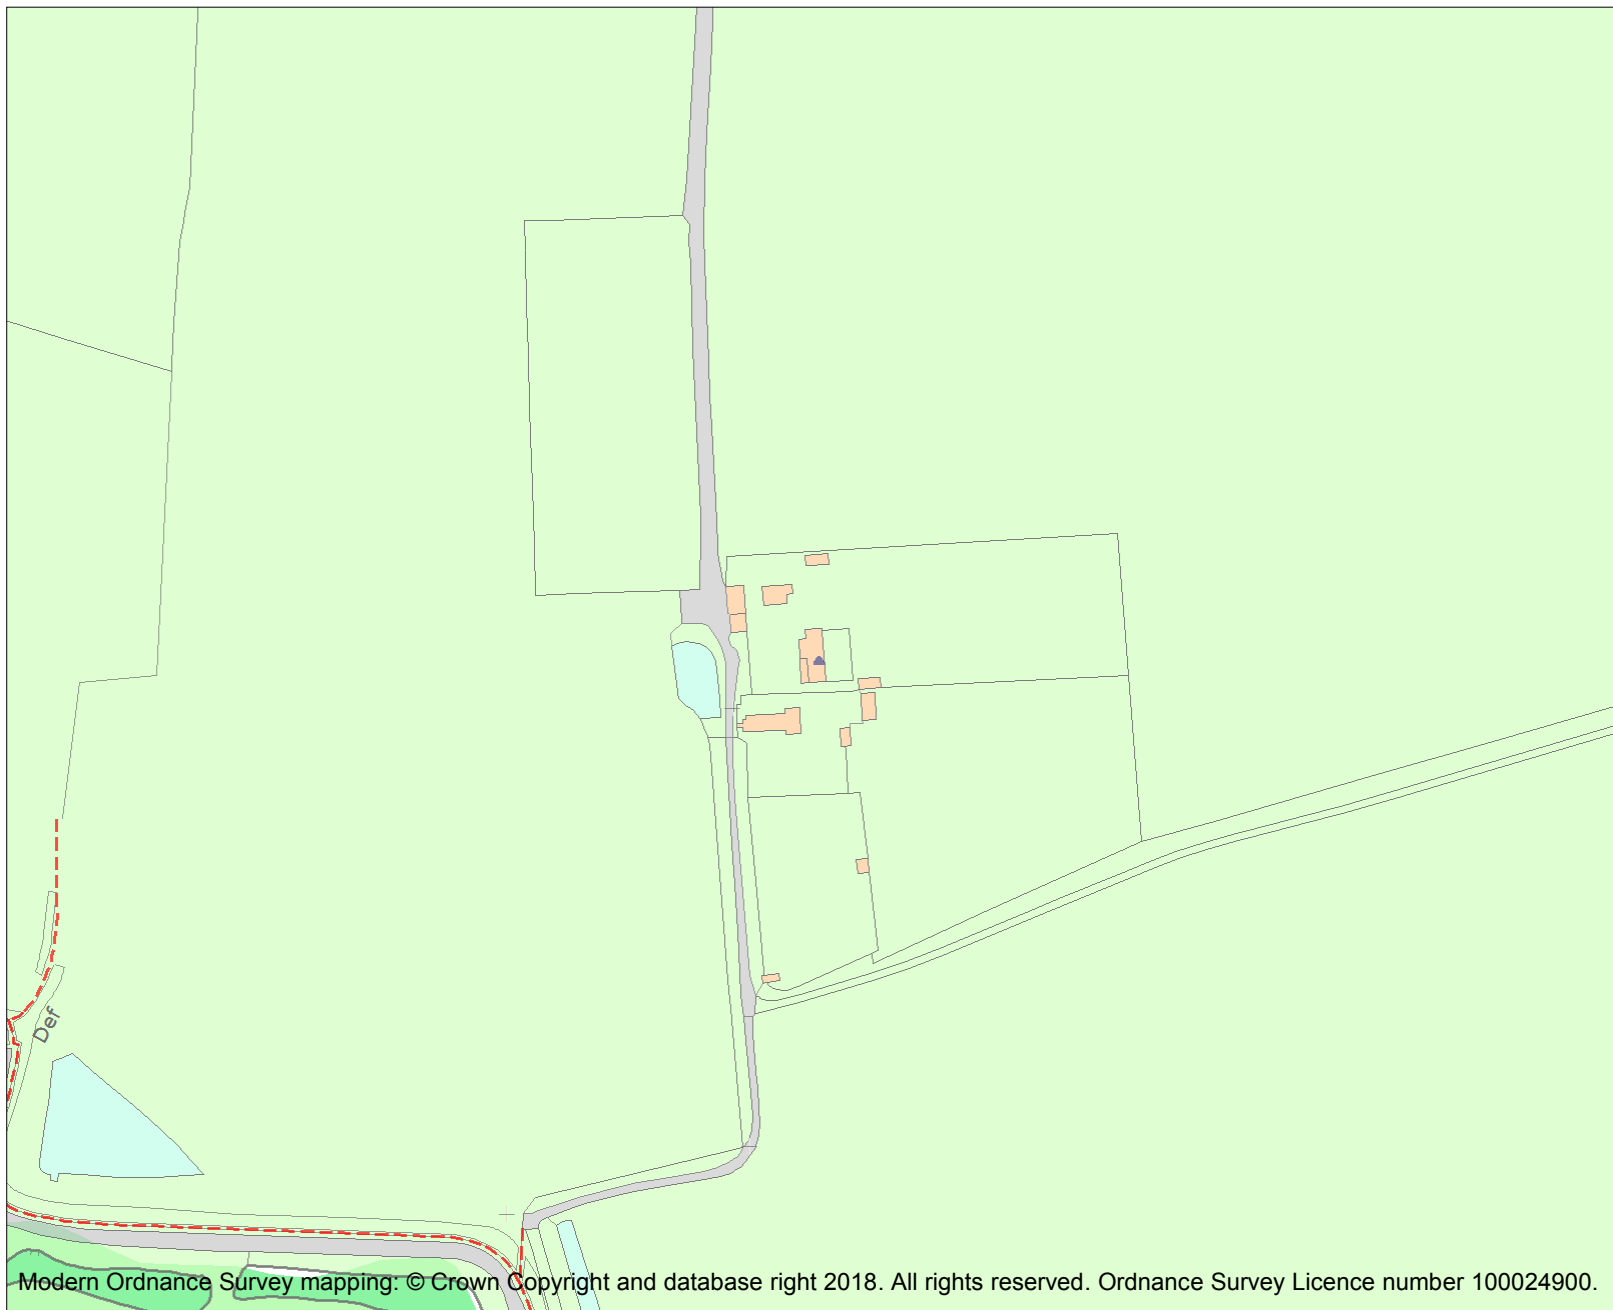 Def
Modern Ordnance Survey mapping: © Crown Copyright and database right 2018. All rights reserved. Ordnance Survey Licence number 100024900.